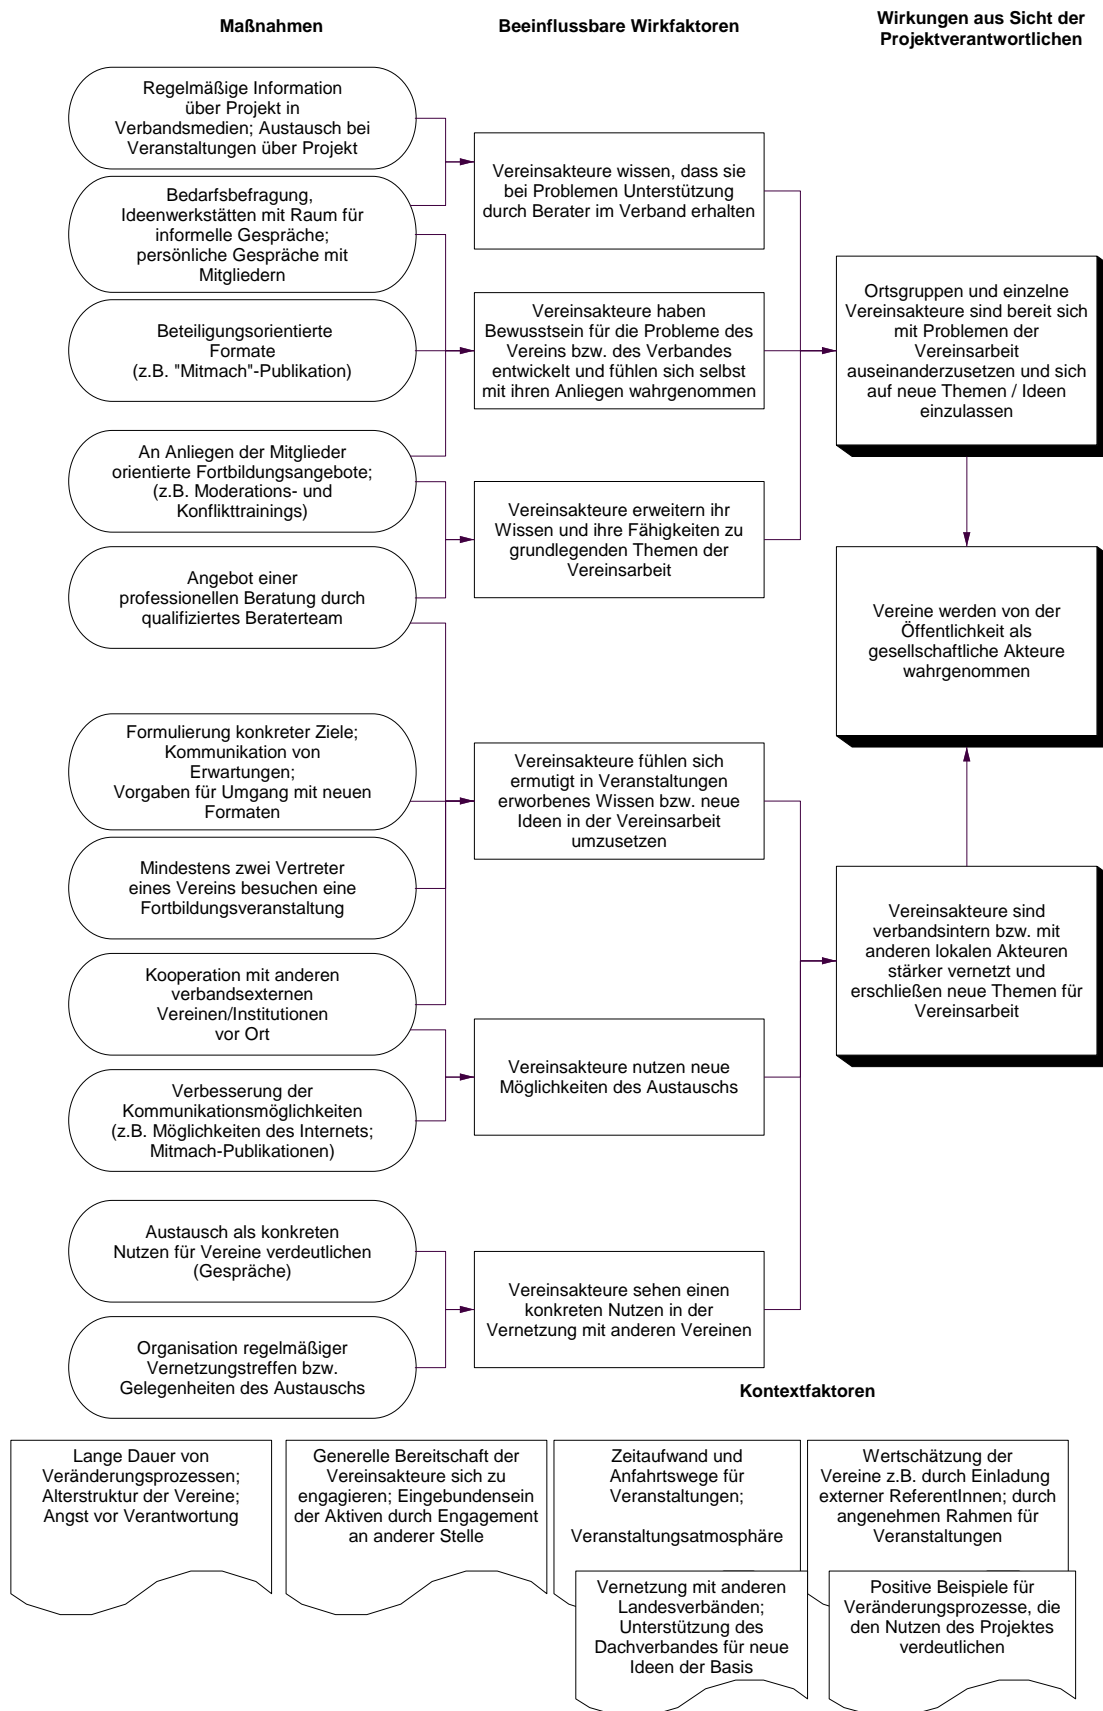 Maßnahmen
Beeinflussbare Wirkfaktoren
Wirkungen aus Sicht der
Projektverantwortlichen
Regelmäßige Information
über Projekt in
Verbandsmedien; Austausch bei
Veranstaltungen über Projekt
Bedarfsbefragung,
Ideenwerkstätten mit Raum für
informelle Gespräche;
persönliche Gespräche mit
Mitgliedern
Beteiligungsorientierte
Formate
(z.B. "Mitmach"-Publikation)
An Anliegen der Mitglieder
orientierte Fortbildungsangebote;
(z.B. Moderations- und
Konflikttrainings)
Angebot einer
professionellen Beratung durch
qualifiziertes Beraterteam
Formulierung konkreter Ziele;
Kommunikation von
Erwartungen;
Vorgaben für Umgang mit neuen
Formaten
Mindestens zwei Vertreter
eines Vereins besuchen eine
Fortbildungsveranstaltung
Kooperation mit anderen
verbandsexternen
Vereinen/Institutionen
vor Ort
Verbesserung der
Kommunikationsmöglichkeiten
(z.B. Möglichkeiten des Internets;
Mitmach-Publikationen)
Austausch als konkreten
Nutzen für Vereine verdeutlichen
(Gespräche)
Organisation regelmäßiger
Vernetzungstreffen bzw.
Gelegenheiten des Austauschs
Vereinsakteure wissen, dass sie
bei Problemen Unterstützung
durch Berater im Verband erhalten
Vereinsakteure haben
Bewusstsein für die Probleme des
Vereins bzw. des Verbandes
entwickelt und fühlen sich selbst
mit ihren Anliegen wahrgenommen
Vereinsakteure erweitern ihr
Wissen und ihre Fähigkeiten zu
grundlegenden Themen der
Vereinsarbeit
Vereinsakteure fühlen sich
ermutigt in Veranstaltungen
erworbenes Wissen bzw. neue
Ideen in der Vereinsarbeit
umzusetzen
Vereinsakteure nutzen neue
Möglichkeiten des Austauschs
Vereinsakteure sehen einen
konkreten Nutzen in der
Vernetzung mit anderen Vereinen
Ortsgruppen und einzelne
Vereinsakteure sind bereit sich
mit Problemen der
Vereinsarbeit
auseinanderzusetzen und sich
auf neue Themen / Ideen
einzulassen
Vereine werden von der
Öffentlichkeit als
gesellschaftliche Akteure
wahrgenommen
Vereinsakteure sind
verbandsintern bzw. mit
anderen lokalen Akteuren
stärker vernetzt und
erschließen neue Themen für
Vereinsarbeit
Kontextfaktoren
Lange Dauer von
Veränderungsprozessen;
Alterstruktur der Vereine;
Angst vor Verantwortung
Generelle Bereitschaft der
Vereinsakteure sich zu
engagieren; Eingebundensein
der Aktiven durch Engagement
an anderer Stelle
Zeitaufwand und
Anfahrtswege für
Veranstaltungen;
Veranstaltungsatmosphäre
Wertschätzung der
Vereine z.B. durch Einladung
externer ReferentInnen; durch
angenehmen Rahmen für
Veranstaltungen
Vernetzung mit anderen
Landesverbänden;
Unterstützung des
Dachverbandes für neue
Ideen der Basis
Positive Beispiele für
Veränderungsprozesse, die
den Nutzen des Projektes
verdeutlichen